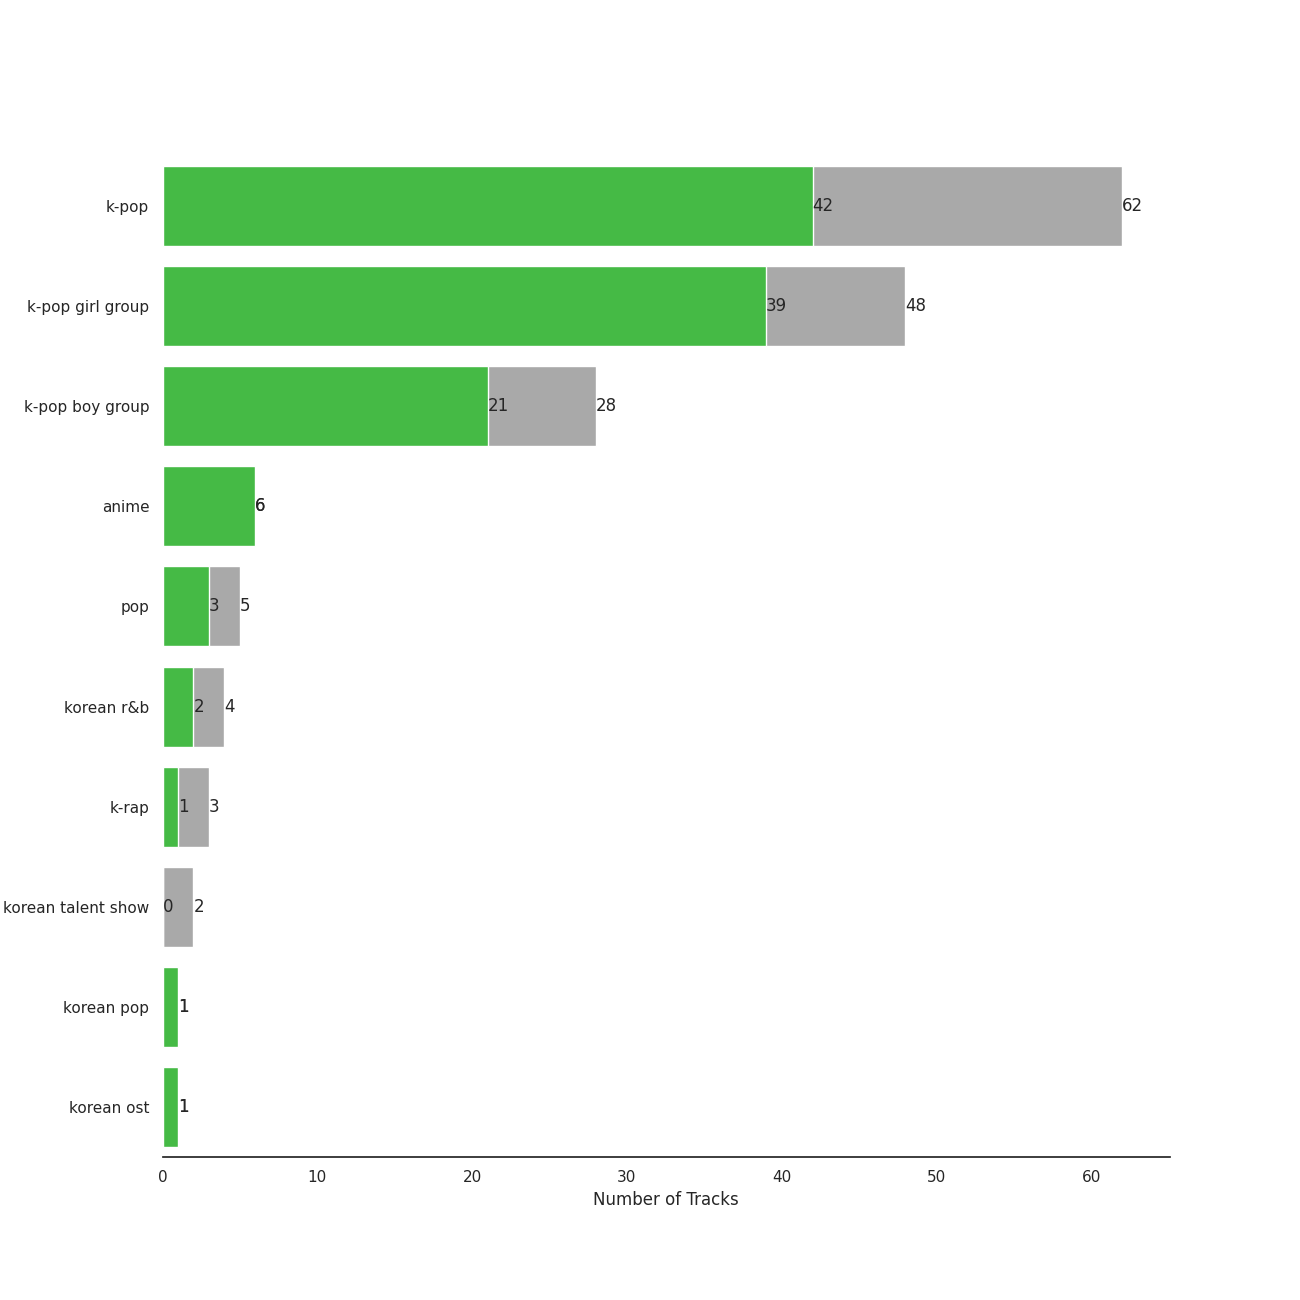 k-pop 42 62
k-pop girl group 39 48
k-pop boy group 21 28
anime 6
pop 3 5
korean r&b 2 4
k-rap 1 3
korean talent show 0 2
korean pop 1
korean ost 1
0 10 20 30 40 50 60
Number of Tracks